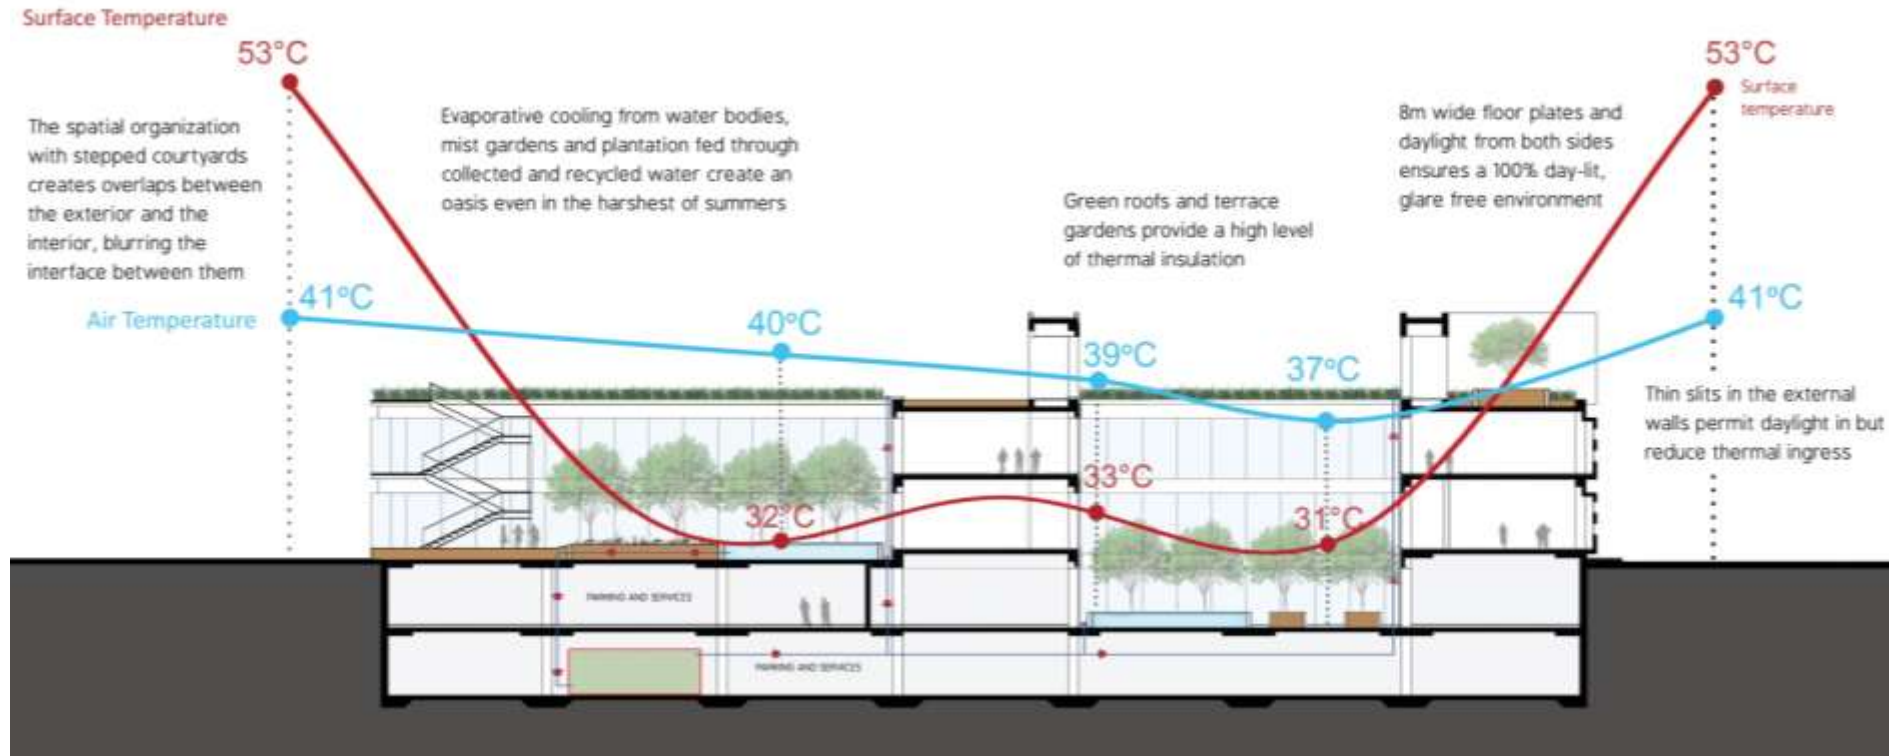 Surface Temperature
53°C
The spatial organization
with stepped courtyards
creates overlaps between
the exterior and the
interior, blurring the
interface between them
Air Temperature
41°C
Evaporative cooling from water bodies,
mist gardens and plantation fed through
collected and recycled water create an
oasis even in the harshest of summers
40°C
32°C
Green roofs and terrace
gardens provide a high level
of thermal insulation
39°C
33°C
37°C
31°C
8m wide floor plates and
daylight from both sides
ensures a 100% day-lit,
glare free environment
53°C
Surface
temperature
41°C
Thin slits in the external
walls permit daylight in but
reduce thermal ingress
PARKING AND SERVICES
PARKING AND SERVICES